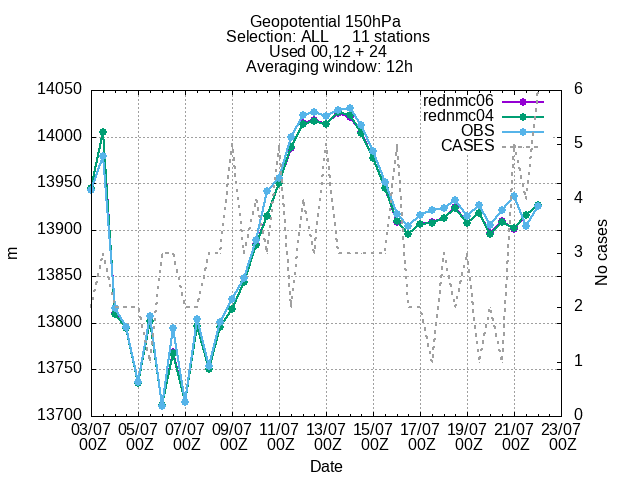 Geopotential 150hPa
Selection: ALL 11 stations
Used 00,12 + 24
Averaging window: 12h
14050 6
rednmc06
rednmc04
OBS
CASES
14000 5
13950 4
13900 3
13850 2
13800 1
13750 0
13700
m
No cases
03/07 05/07 07/07 09/07 11/07 13/07 15/07 17/07 19/07 21/07 23/07
00Z 00Z 00Z 00Z 00Z 00Z 00Z 00Z 00Z 00Z 00Z
Date